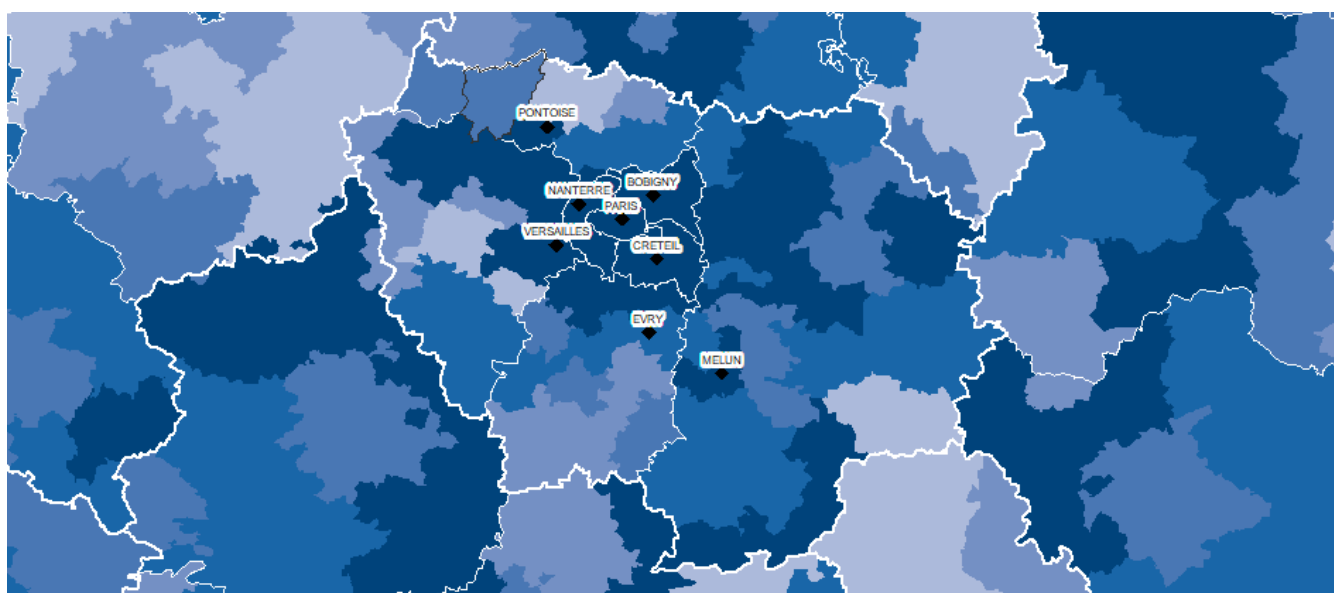 PONTOISE
NANTERRE
BOBIGNY
PARIS
VERSAILLES
CRETEIL
EVRY
MELUN